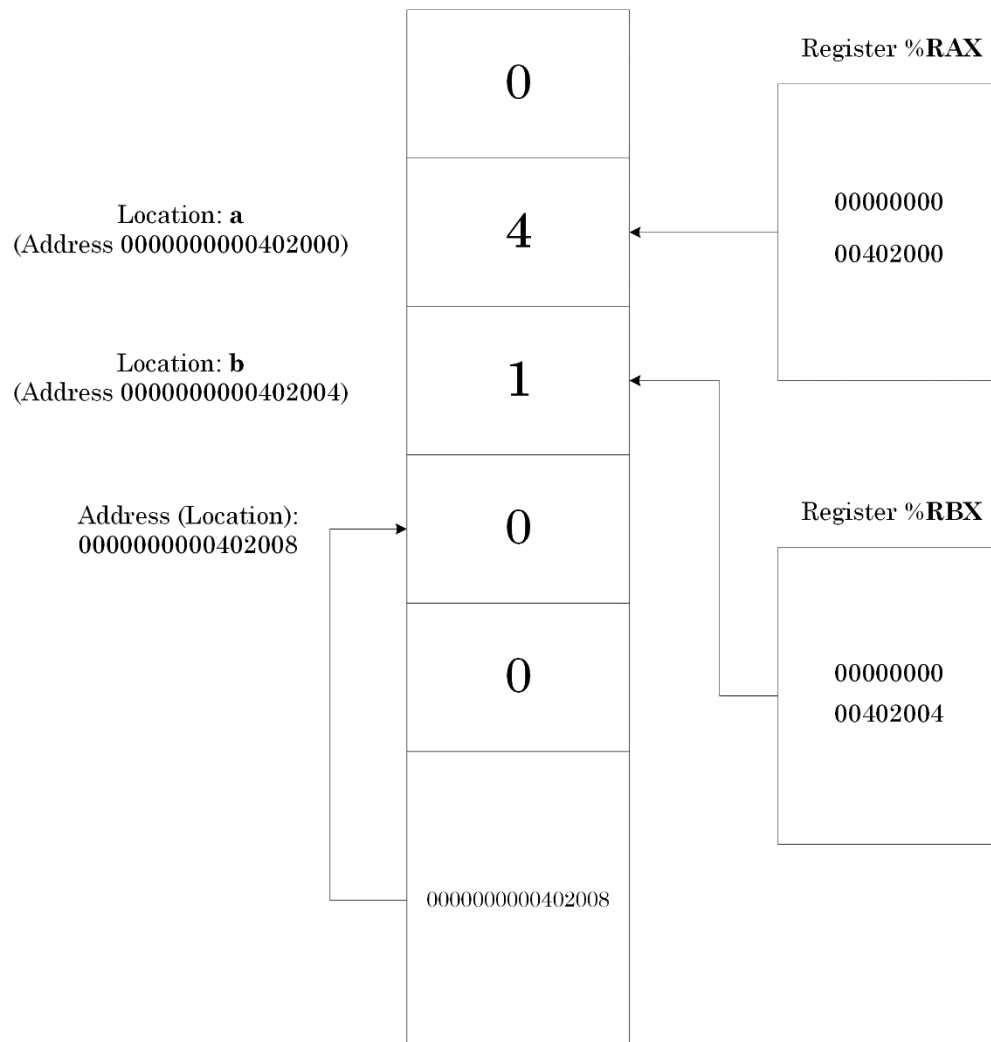 0
Register %RAX
Location: a
(Address 0000000000402000)
4
00000000
00402000
Location: b
(Address 0000000000402004)
1
Address (Location):
0000000000402008
0
Register %RBX
0
00000000
00402004
0000000000402008